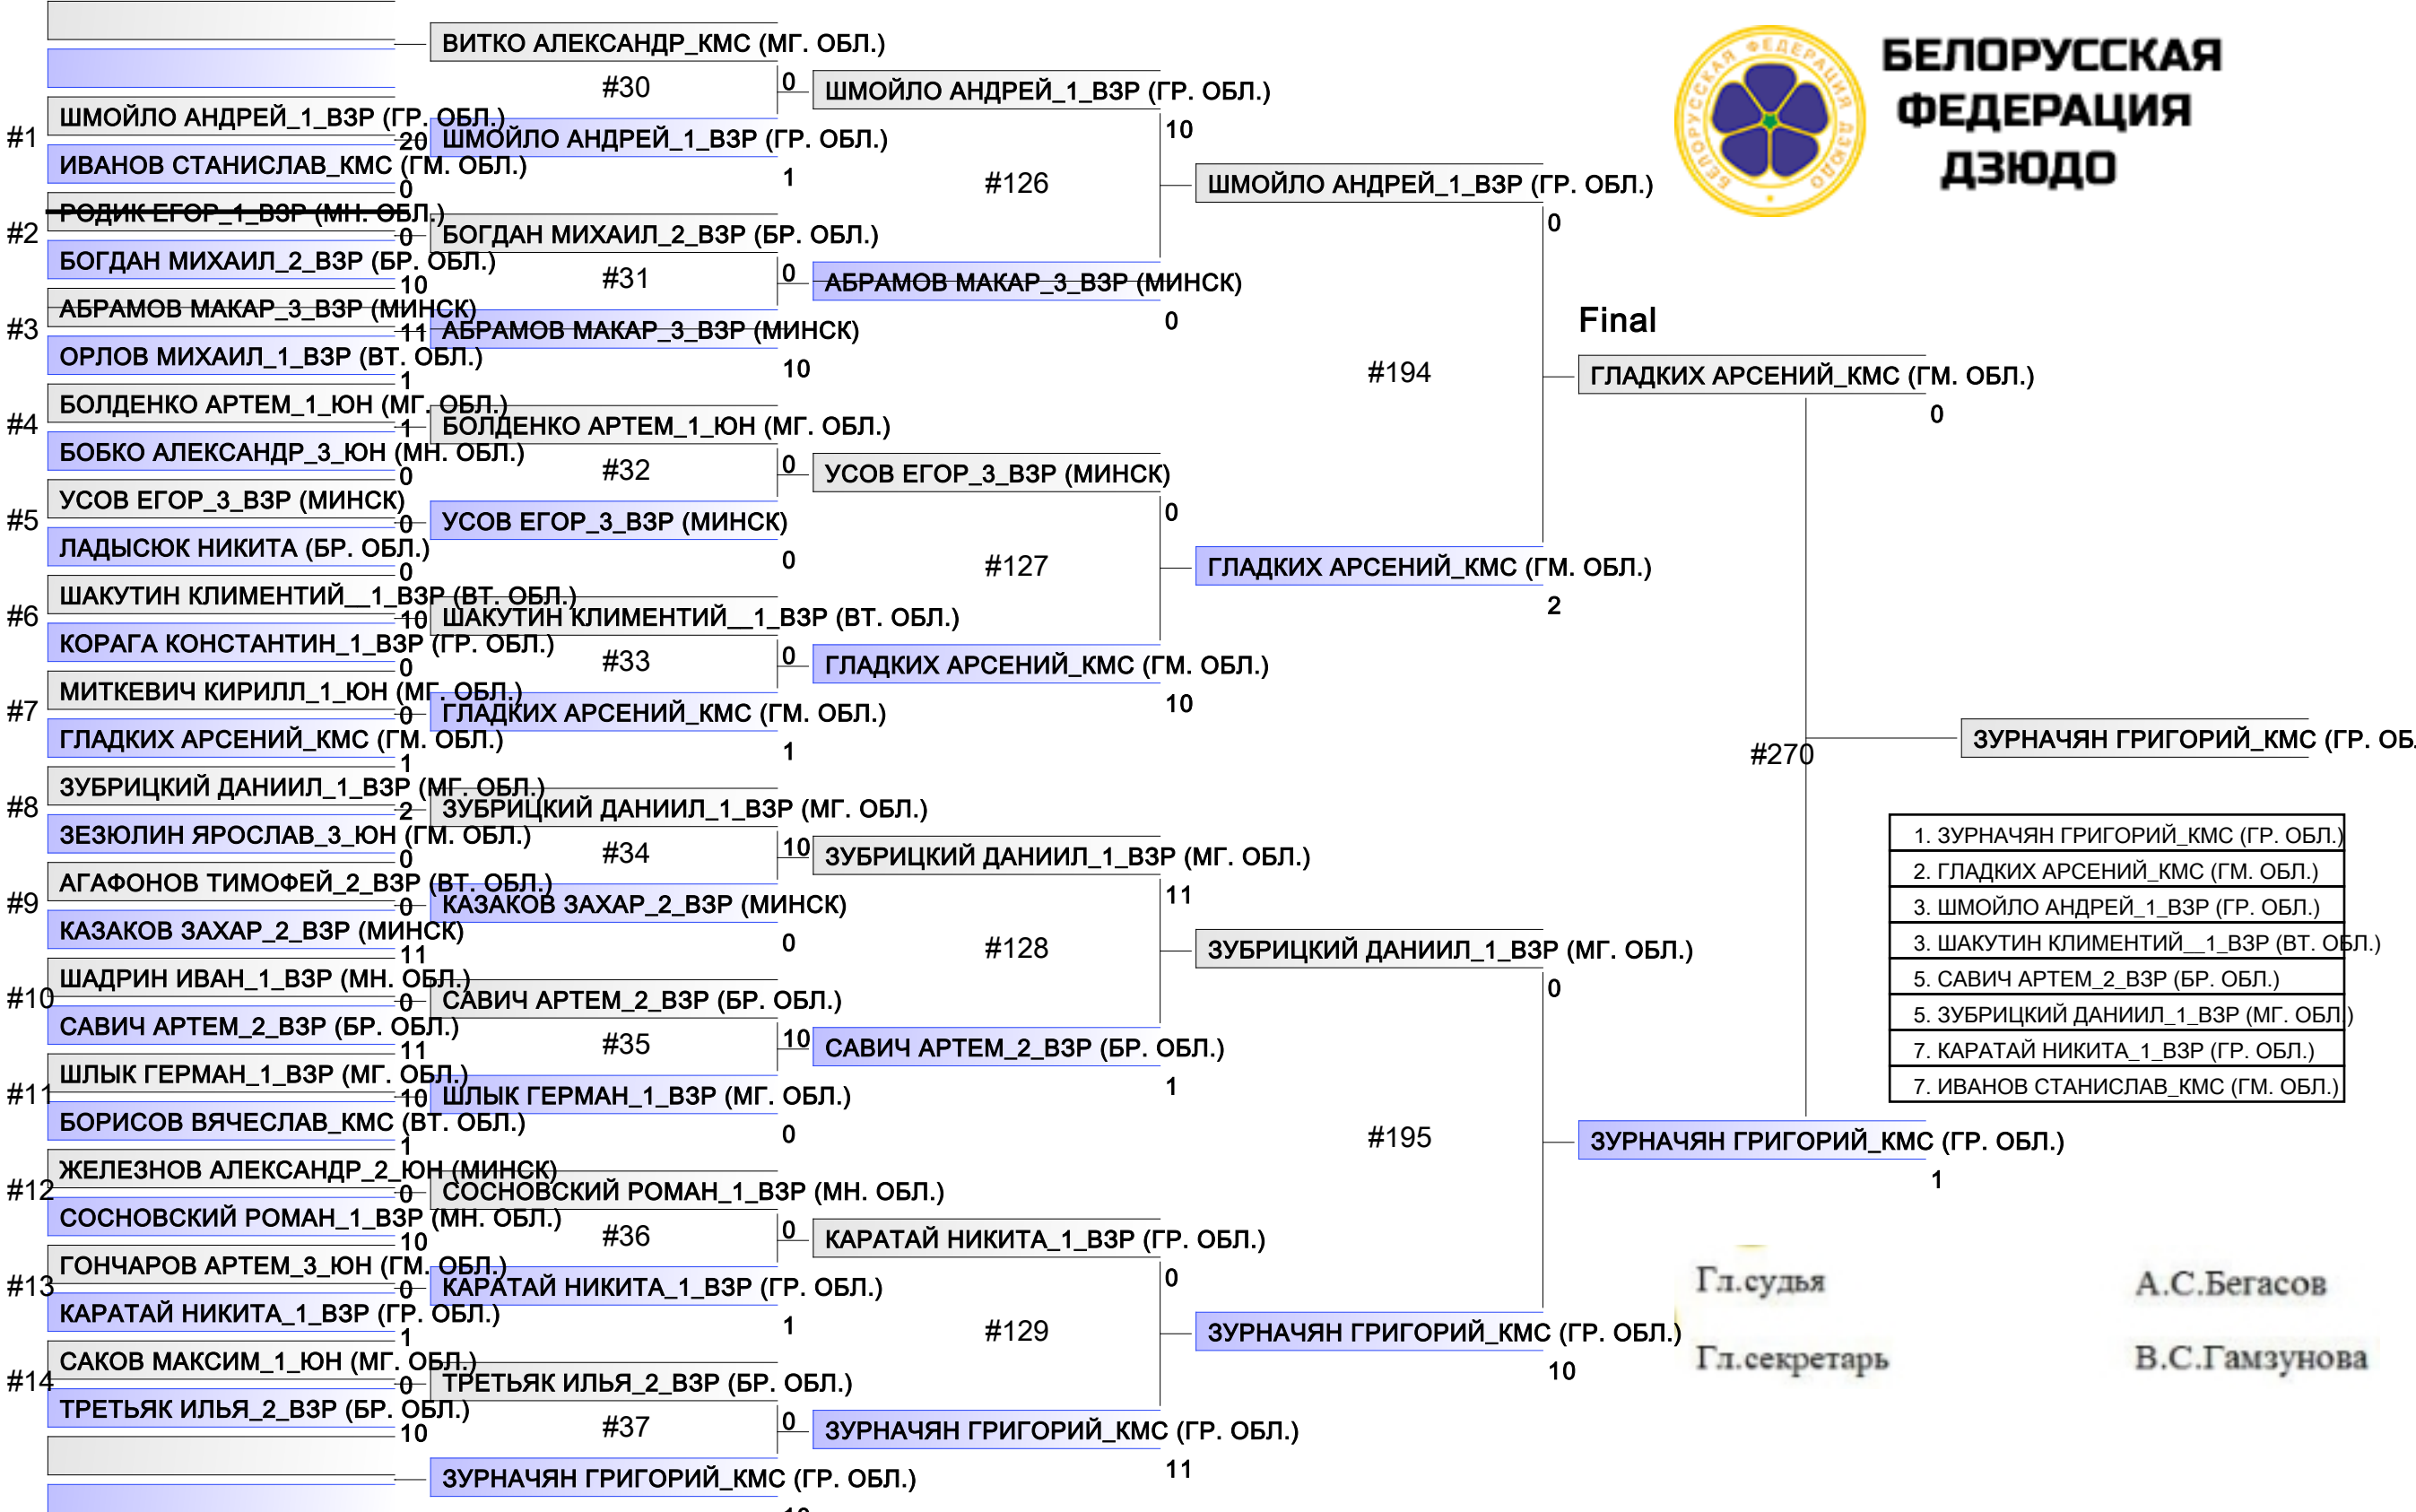 ВИТКО АЛЕКСАНДР_КМС (МГ. ОБЛ.)
#30
0
ШМОЙЛО АНДРЕЙ_1_ВЗР (ГР. ОБЛ.)
10
#1
ШМОЙЛО АНДРЕЙ_1_ВЗР (ГР. ОБЛ.)
20
ШМОЙЛО АНДРЕЙ_1_ВЗР (ГР. ОБЛ.)
1
ИВАНОВ СТАНИСЛАВ_КМС (ГМ. ОБЛ.)
0
#126
ШМОЙЛО АНДРЕЙ_1_ВЗР (ГР. ОБЛ.)
0
#2
РОДИК ЕГОР_1_ВЗР (МН. ОБЛ.)
0
БОГДАН МИХАИЛ_2_ВЗР (БР. ОБЛ.)
БОГДАН МИХАИЛ_2_ВЗР (БР. ОБЛ.)
10
#31
0
АБРАМОВ МАКАР_3_ВЗР (МИНСК)
0
#3
АБРАМОВ МАКАР_3_ВЗР (МИНСК)
11
АБРАМОВ МАКАР_3_ВЗР (МИНСК)
10
ОРЛОВ МИХАИЛ_1_ВЗР (ВТ. ОБЛ.)
1
#194
Final
ГЛАДКИХ АРСЕНИЙ_КМС (ГМ. ОБЛ.)
0
#4
БОЛДЕНКО АРТЕМ_1_ЮН (МГ. ОБЛ.)
1
БОЛДЕНКО АРТЕМ_1_ЮН (МГ. ОБЛ.)
БОБКО АЛЕКСАНДР_3_ЮН (МН. ОБЛ.)
0
#32
0
УСОВ ЕГОР_3_ВЗР (МИНСК)
0
#5
УСОВ ЕГОР_3_ВЗР (МИНСК)
0
УСОВ ЕГОР_3_ВЗР (МИНСК)
0
ЛАДЫСЮК НИКИТА (БР. ОБЛ.)
0
#127
ГЛАДКИХ АРСЕНИЙ_КМС (ГМ. ОБЛ.)
2
#6
ШАКУТИН КЛИМЕНТИЙ__1_ВЗР (ВТ. ОБЛ.)
10
ШАКУТИН КЛИМЕНТИЙ__1_ВЗР (ВТ. ОБЛ.)
КОРАГА КОНСТАНТИН_1_ВЗР (ГР. ОБЛ.)
0
#33
0
ГЛАДКИХ АРСЕНИЙ_КМС (ГМ. ОБЛ.)
10
#7
МИТКЕВИЧ КИРИЛЛ_1_ЮН (МГ. ОБЛ.)
0
ГЛАДКИХ АРСЕНИЙ_КМС (ГМ. ОБЛ.)
1
ГЛАДКИХ АРСЕНИЙ_КМС (ГМ. ОБЛ.)
1
#270
ЗУРНАЧЯН ГРИГОРИЙ_КМС (ГР. ОБ
#8
ЗУБРИЦКИЙ ДАНИИЛ_1_ВЗР (МГ. ОБЛ.)
2
ЗУБРИЦКИЙ ДАНИИЛ_1_ВЗР (МГ. ОБЛ.)
ЗЕЗЮЛИН ЯРОСЛАВ_3_ЮН (ГМ. ОБЛ.)
0
#34
10
ЗУБРИЦКИЙ ДАНИИЛ_1_ВЗР (МГ. ОБЛ.)
11
#9
АГАФОНОВ ТИМОФЕЙ_2_ВЗР (ВТ. ОБЛ.)
0
КАЗАКОВ ЗАХАР_2_ВЗР (МИНСК)
0
КАЗАКОВ ЗАХАР_2_ВЗР (МИНСК)
11
#128
ЗУБРИЦКИЙ ДАНИИЛ_1_ВЗР (МГ. ОБЛ.)
0
#10
ШАДРИН ИВАН_1_ВЗР (МН. ОБЛ.)
0
САВИЧ АРТЕМ_2_ВЗР (БР. ОБЛ.)
САВИЧ АРТЕМ_2_ВЗР (БР. ОБЛ.)
11
#35
10
САВИЧ АРТЕМ_2_ВЗР (БР. ОБЛ.)
1
#11
ШЛЫК ГЕРМАН_1_ВЗР (МГ. ОБЛ.)
10
ШЛЫК ГЕРМАН_1_ВЗР (МГ. ОБЛ.)
0
БОРИСОВ ВЯЧЕСЛАВ_КМС (ВТ. ОБЛ.)
1
#195
ЗУРНАЧЯН ГРИГОРИЙ_КМС (ГР. ОБЛ.)
1
#12
ЖЕЛЕЗНОВ АЛЕКСАНДР_2_ЮН (МИНСК)
0
СОСНОВСКИЙ РОМАН_1_ВЗР (МН. ОБЛ.)
СОСНОВСКИЙ РОМАН_1_ВЗР (МН. ОБЛ.)
10
#36
0
КАРАТАЙ НИКИТА_1_ВЗР (ГР. ОБЛ.)
0
#13
ГОНЧАРОВ АРТЕМ_3_ЮН (ГМ. ОБЛ.)
0
КАРАТАЙ НИКИТА_1_ВЗР (ГР. ОБЛ.)
1
КАРАТАЙ НИКИТА_1_ВЗР (ГР. ОБЛ.)
1
#129
ЗУРНАЧЯН ГРИГОРИЙ_КМС (ГР. ОБЛ.)
10
#14
САКОВ МАКСИМ_1_ЮН (МГ. ОБЛ.)
0
ТРЕТЬЯК ИЛЬЯ_2_ВЗР (БР. ОБЛ.)
ТРЕТЬЯК ИЛЬЯ_2_ВЗР (БР. ОБЛ.)
10
#37
0
ЗУРНАЧЯН ГРИГОРИЙ_КМС (ГР. ОБЛ.)
11
ЗУРНАЧЯН ГРИГОРИЙ_КМС (ГР. ОБЛ.)
БЕЛОРУССКАЯ ФЕДЕРАЦИЯ ДЗЮДО
БЕЛОРУССКАЯ
ФЕДЕРАЦИЯ
ДЗЮДО
1. ЗУРНАЧЯН ГРИГОРИЙ_КМС (ГР. ОБЛ.)
2. ГЛАДКИХ АРСЕНИЙ_КМС (ГМ. ОБЛ.)
3. ШМОЙЛО АНДРЕЙ_1_ВЗР (ГР. ОБЛ.)
3. ШАКУТИН КЛИМЕНТИЙ__1_ВЗР (ВТ. ОБЛ.)
5. САВИЧ АРТЕМ_2_ВЗР (БР. ОБЛ.)
5. ЗУБРИЦКИЙ ДАНИИЛ_1_ВЗР (МГ. ОБЛ.)
7. КАРАТАЙ НИКИТА_1_ВЗР (ГР. ОБЛ.)
7. ИВАНОВ СТАНИСЛАВ_КМС (ГМ. ОБЛ.)
Гл.судья А.С.Бегасов
Гл.секретарь В.С.Гамзунова